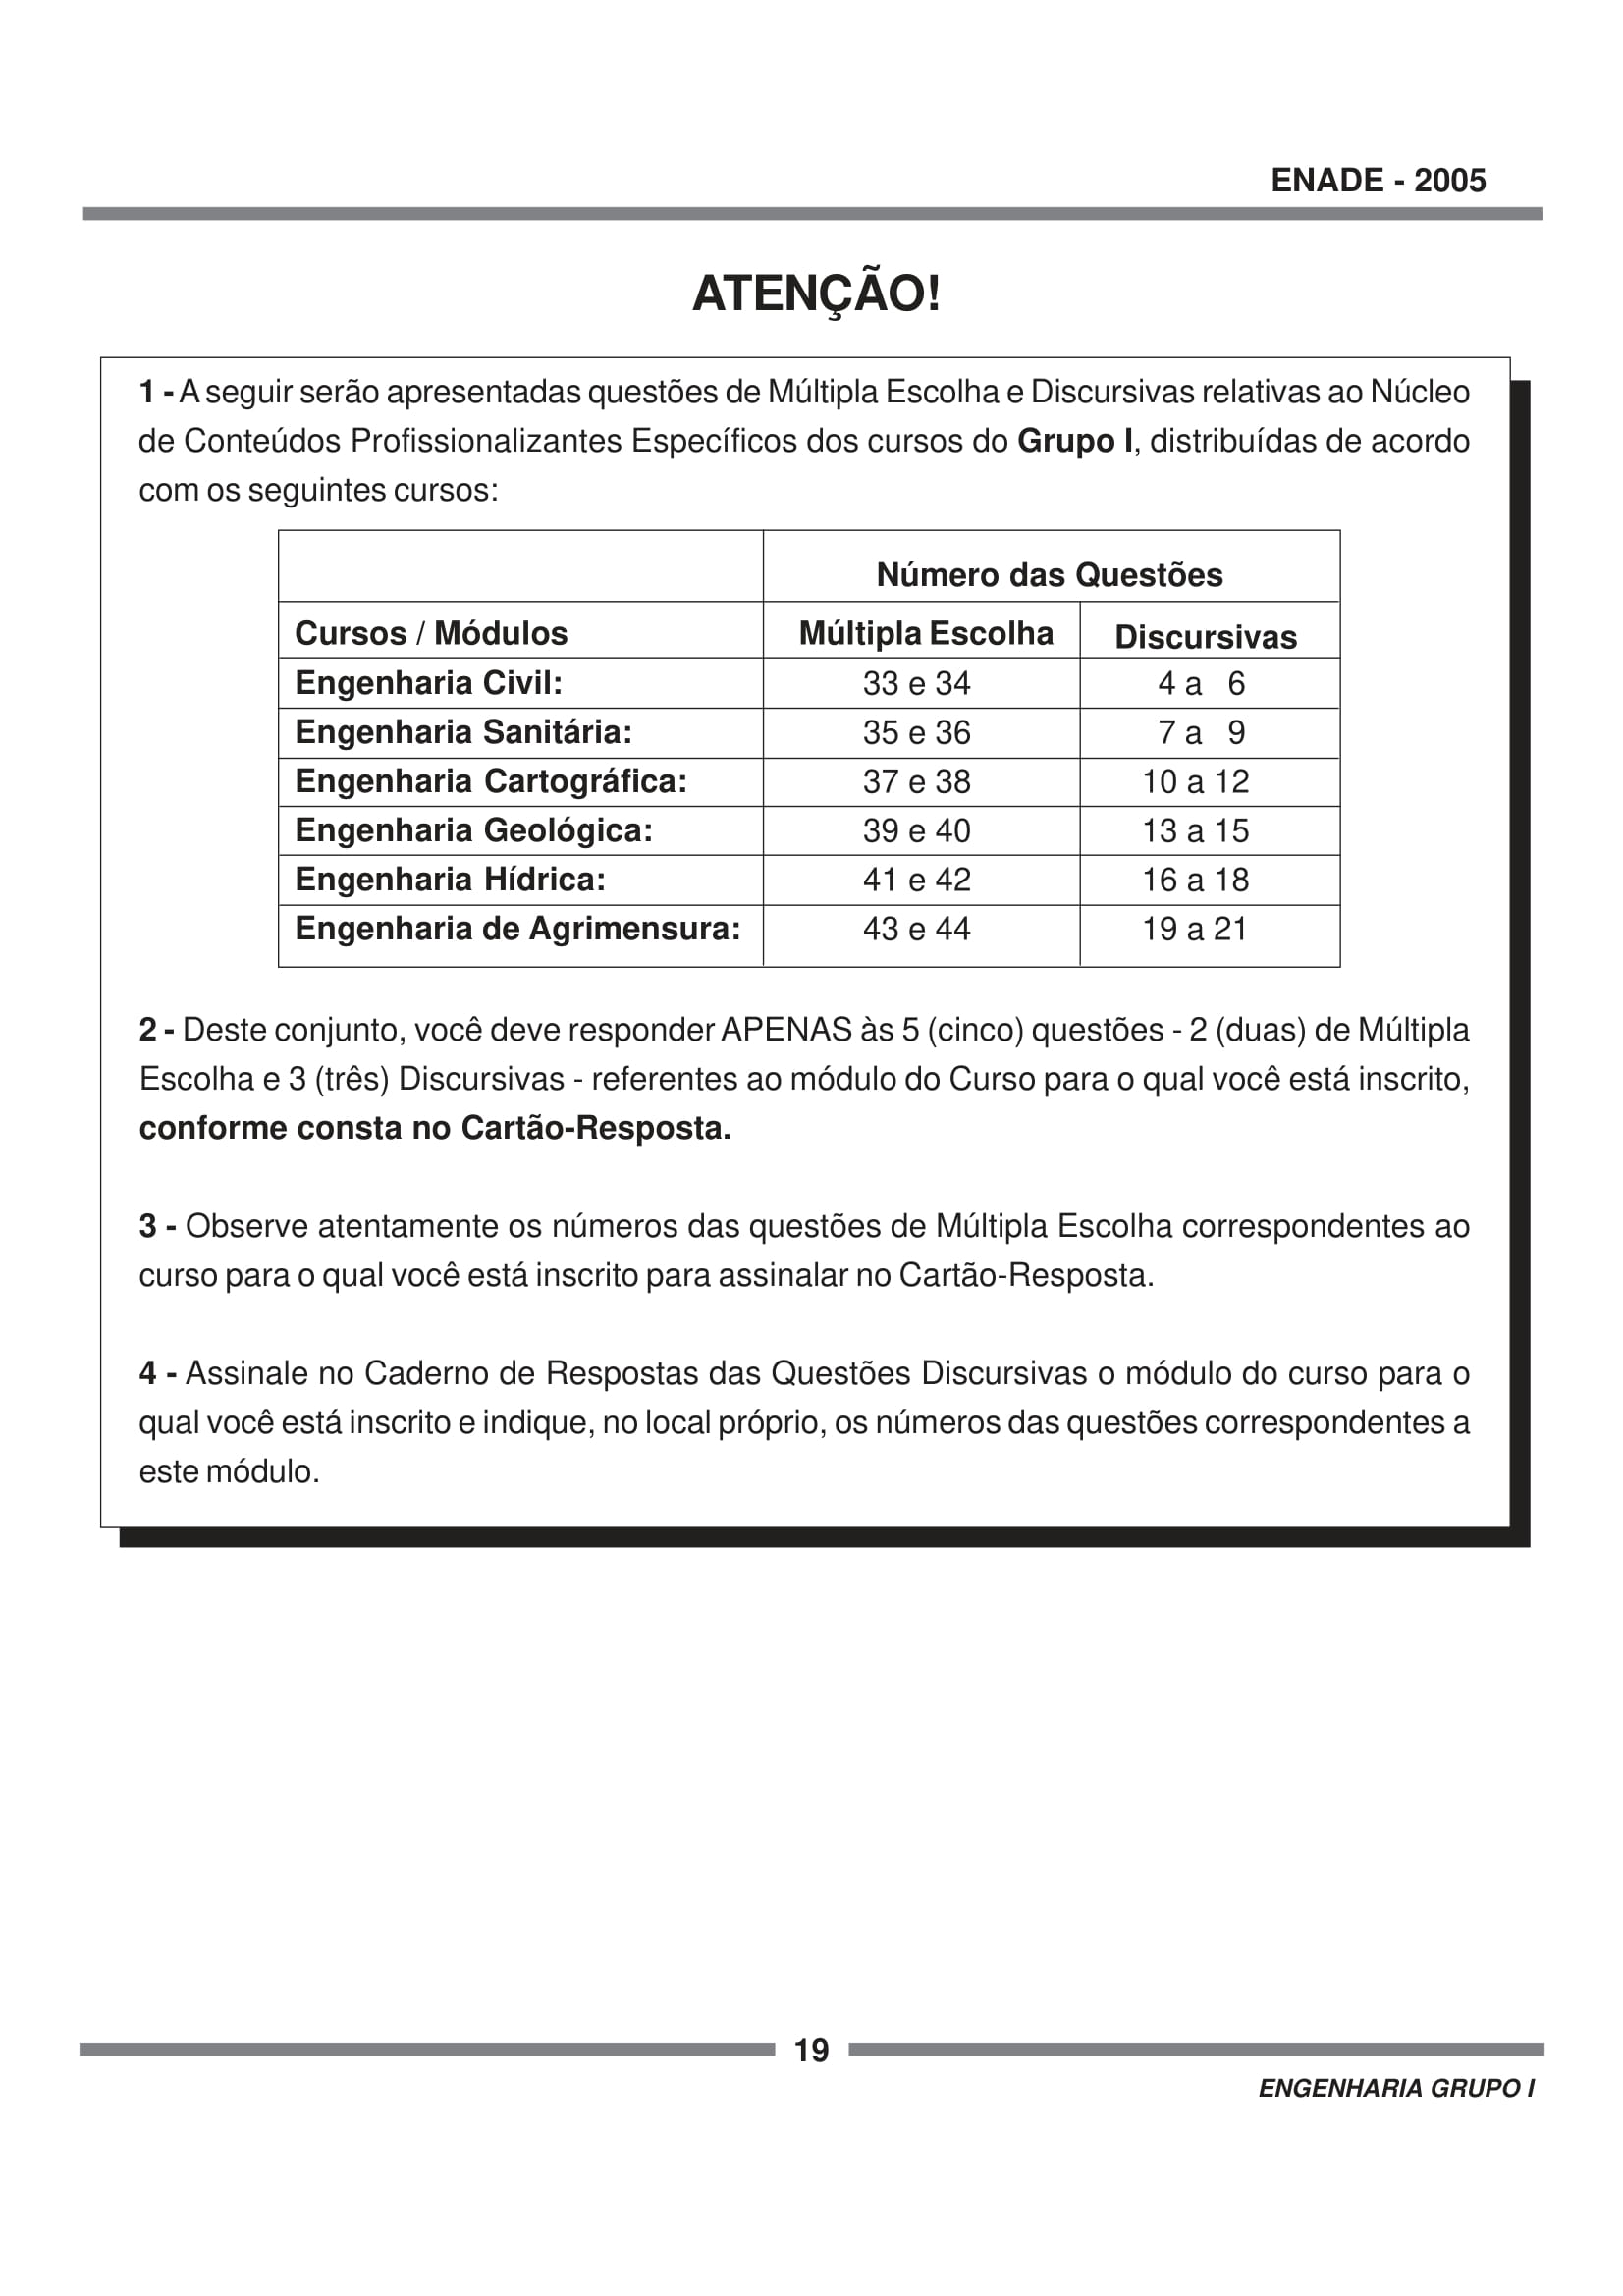 ENADE - 2005
ATENÇÃO!
1 - A seguir serão apresentadas questões de Múltipla Escolha e Discursivas relativas ao Núcleo
de Conteúdos Profissionalizantes Específicos dos cursos do Grupo I, distribuídas de acordo
com os seguintes cursos:
Número das Questões
Cursos / Módulos Múltipla Escolha Discursivas
Engenharia Civil: 33 e 34 4 a 6
Engenharia Sanitária: 35 e 36 7 a 9
Engenharia Cartográfica: 37 e 38 10 a 12
Engenharia Geológica: 39 e 40 13 a 15
Engenharia Hídrica: 41 e 42 16 a 18
Engenharia de Agrimensura: 43 e 44 19 a 21
2 - Deste conjunto, você deve responder APENAS às 5 (cinco) questões - 2 (duas) de Múltipla
Escolha e 3 (três) Discursivas - referentes ao módulo do Curso para o qual você está inscrito,
conforme consta no Cartão-Resposta.
3 - Observe atentamente os números das questões de Múltipla Escolha correspondentes ao
curso para o qual você está inscrito para assinalar no Cartão-Resposta.
4 - Assinale no Caderno de Respostas das Questões Discursivas o módulo do curso para o
qual você está inscrito e indique, no local próprio, os números das questões correspondentes a
este módulo.
19
ENGENHARIA GRUPO I